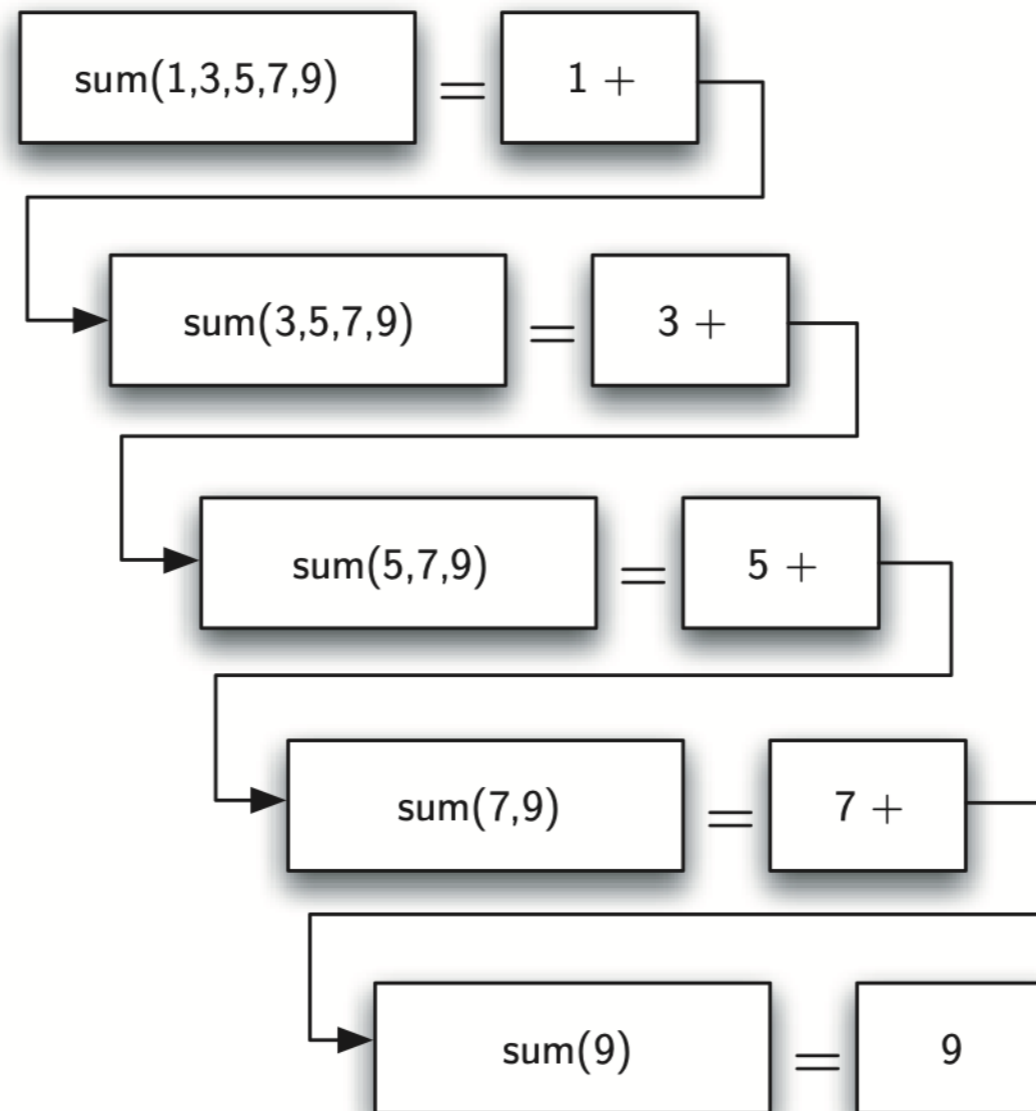 sum(1,3,5,7,9) = 1 +
sum(3,5,7,9) = 3 +
sum(5,7,9) = 5 +
sum(7,9) = 7 +
sum(9) = 9